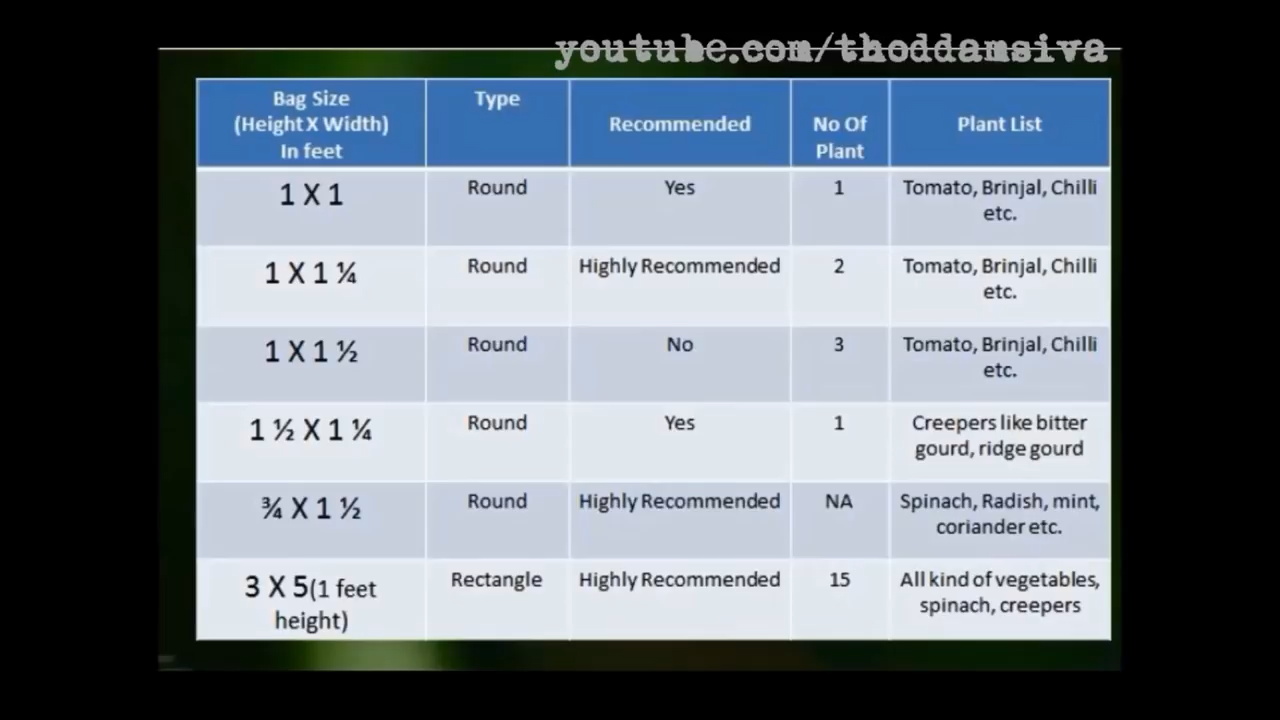 youtube.com/thoddamsiva
Bag Size
(Height X Width)
In feet
Type
Recommended
No Of
Plant
Plant List
1 X 1
Round
Yes
1
Tomato, Brinjal, Chilli
etc.
1 X 1 ¼
Round
Highly Recommended
2
Tomato, Brinjal, Chilli
etc.
1 X 1 ½
Round
No
3
Tomato, Brinjal, Chilli
etc.
1 ½ X 1 ¼
Round
Yes
1
Creepers like bitter
gourd, ridge gourd
¾ X 1 ½
Round
Highly Recommended
NA
Spinach, Radish, mint,
coriander etc.
3 X 5(1 feet
height)
Rectangle
Highly Recommended
15
All kind of vegetables,
spinach, creepers